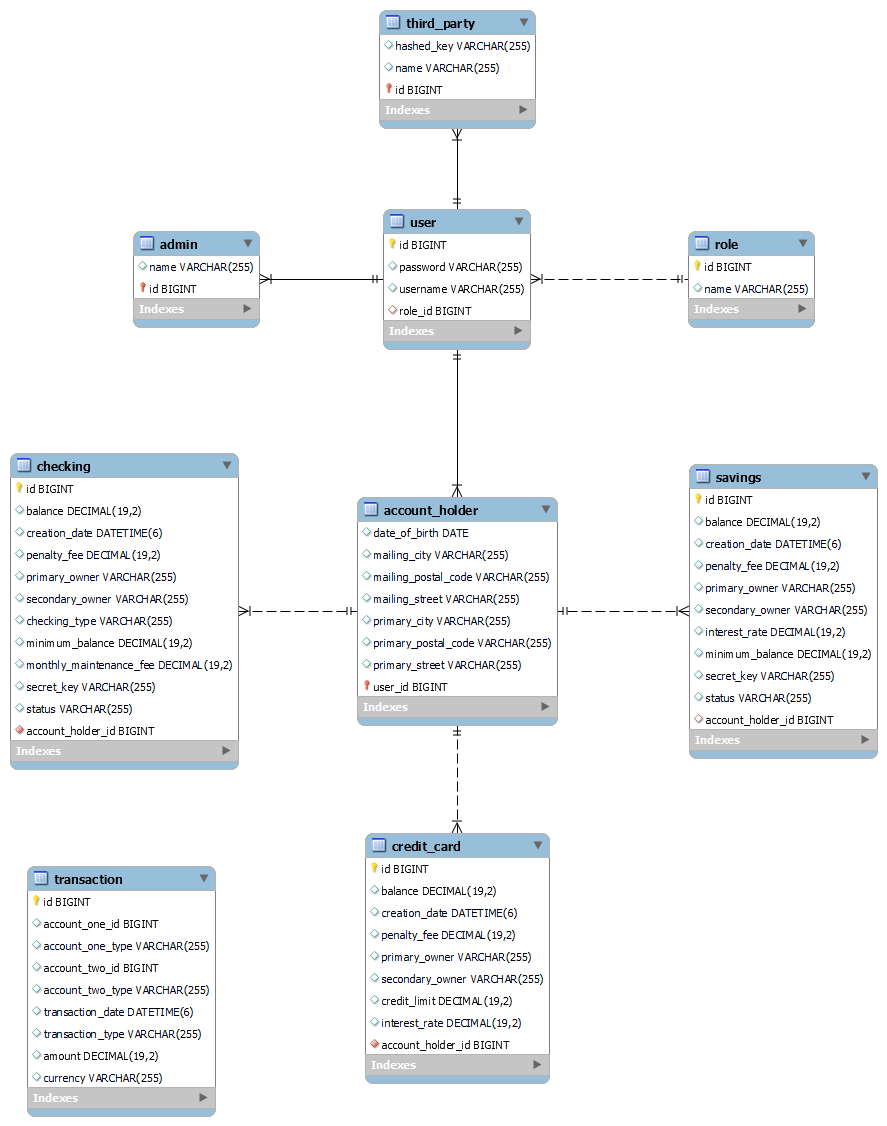 third_party
hashed_key VARCHAR(255)
name VARCHAR(255)
id BIGINT
Indexes
user
id BIGINT
password VARCHAR(255)
username VARCHAR(255)
role_id BIGINT
Indexes
admin
name VARCHAR(255)
id BIGINT
Indexes
role
id BIGINT
name VARCHAR(255)
Indexes
checking
id BIGINT
balance DECIMAL(19,2)
creation_date DATETIME(6)
penalty_fee DECIMAL(19,2)
primary_owner VARCHAR(255)
secondary_owner VARCHAR(255)
checking_type VARCHAR(255)
minimum_balance DECIMAL(19,2)
monthly_maintenance_fee DECIMAL(19,2)
secret_key VARCHAR(255)
status VARCHAR(255)
account_holder_id BIGINT
Indexes
account_holder
date_of_birth DATE
mailing_city VARCHAR(255)
mailing_postal_code VARCHAR(255)
mailing_street VARCHAR(255)
primary_city VARCHAR(255)
primary_postal_code VARCHAR(255)
primary_street VARCHAR(255)
user_id BIGINT
Indexes
savings
id BIGINT
balance DECIMAL(19,2)
creation_date DATETIME(6)
penalty_fee DECIMAL(19,2)
primary_owner VARCHAR(255)
secondary_owner VARCHAR(255)
interest_rate DECIMAL(19,2)
minimum_balance DECIMAL(19,2)
secret_key VARCHAR(255)
status VARCHAR(255)
account_holder_id BIGINT
Indexes
credit_card
id BIGINT
balance DECIMAL(19,2)
creation_date DATETIME(6)
penalty_fee DECIMAL(19,2)
primary_owner VARCHAR(255)
secondary_owner VARCHAR(255)
credit_limit DECIMAL(19,2)
interest_rate DECIMAL(19,2)
account_holder_id BIGINT
Indexes
transaction
id BIGINT
account_one_id BIGINT
account_one_type VARCHAR(255)
account_two_id BIGINT
account_two_type VARCHAR(255)
transaction_date DATETIME(6)
transaction_type VARCHAR(255)
amount DECIMAL(19,2)
currency VARCHAR(255)
Indexes